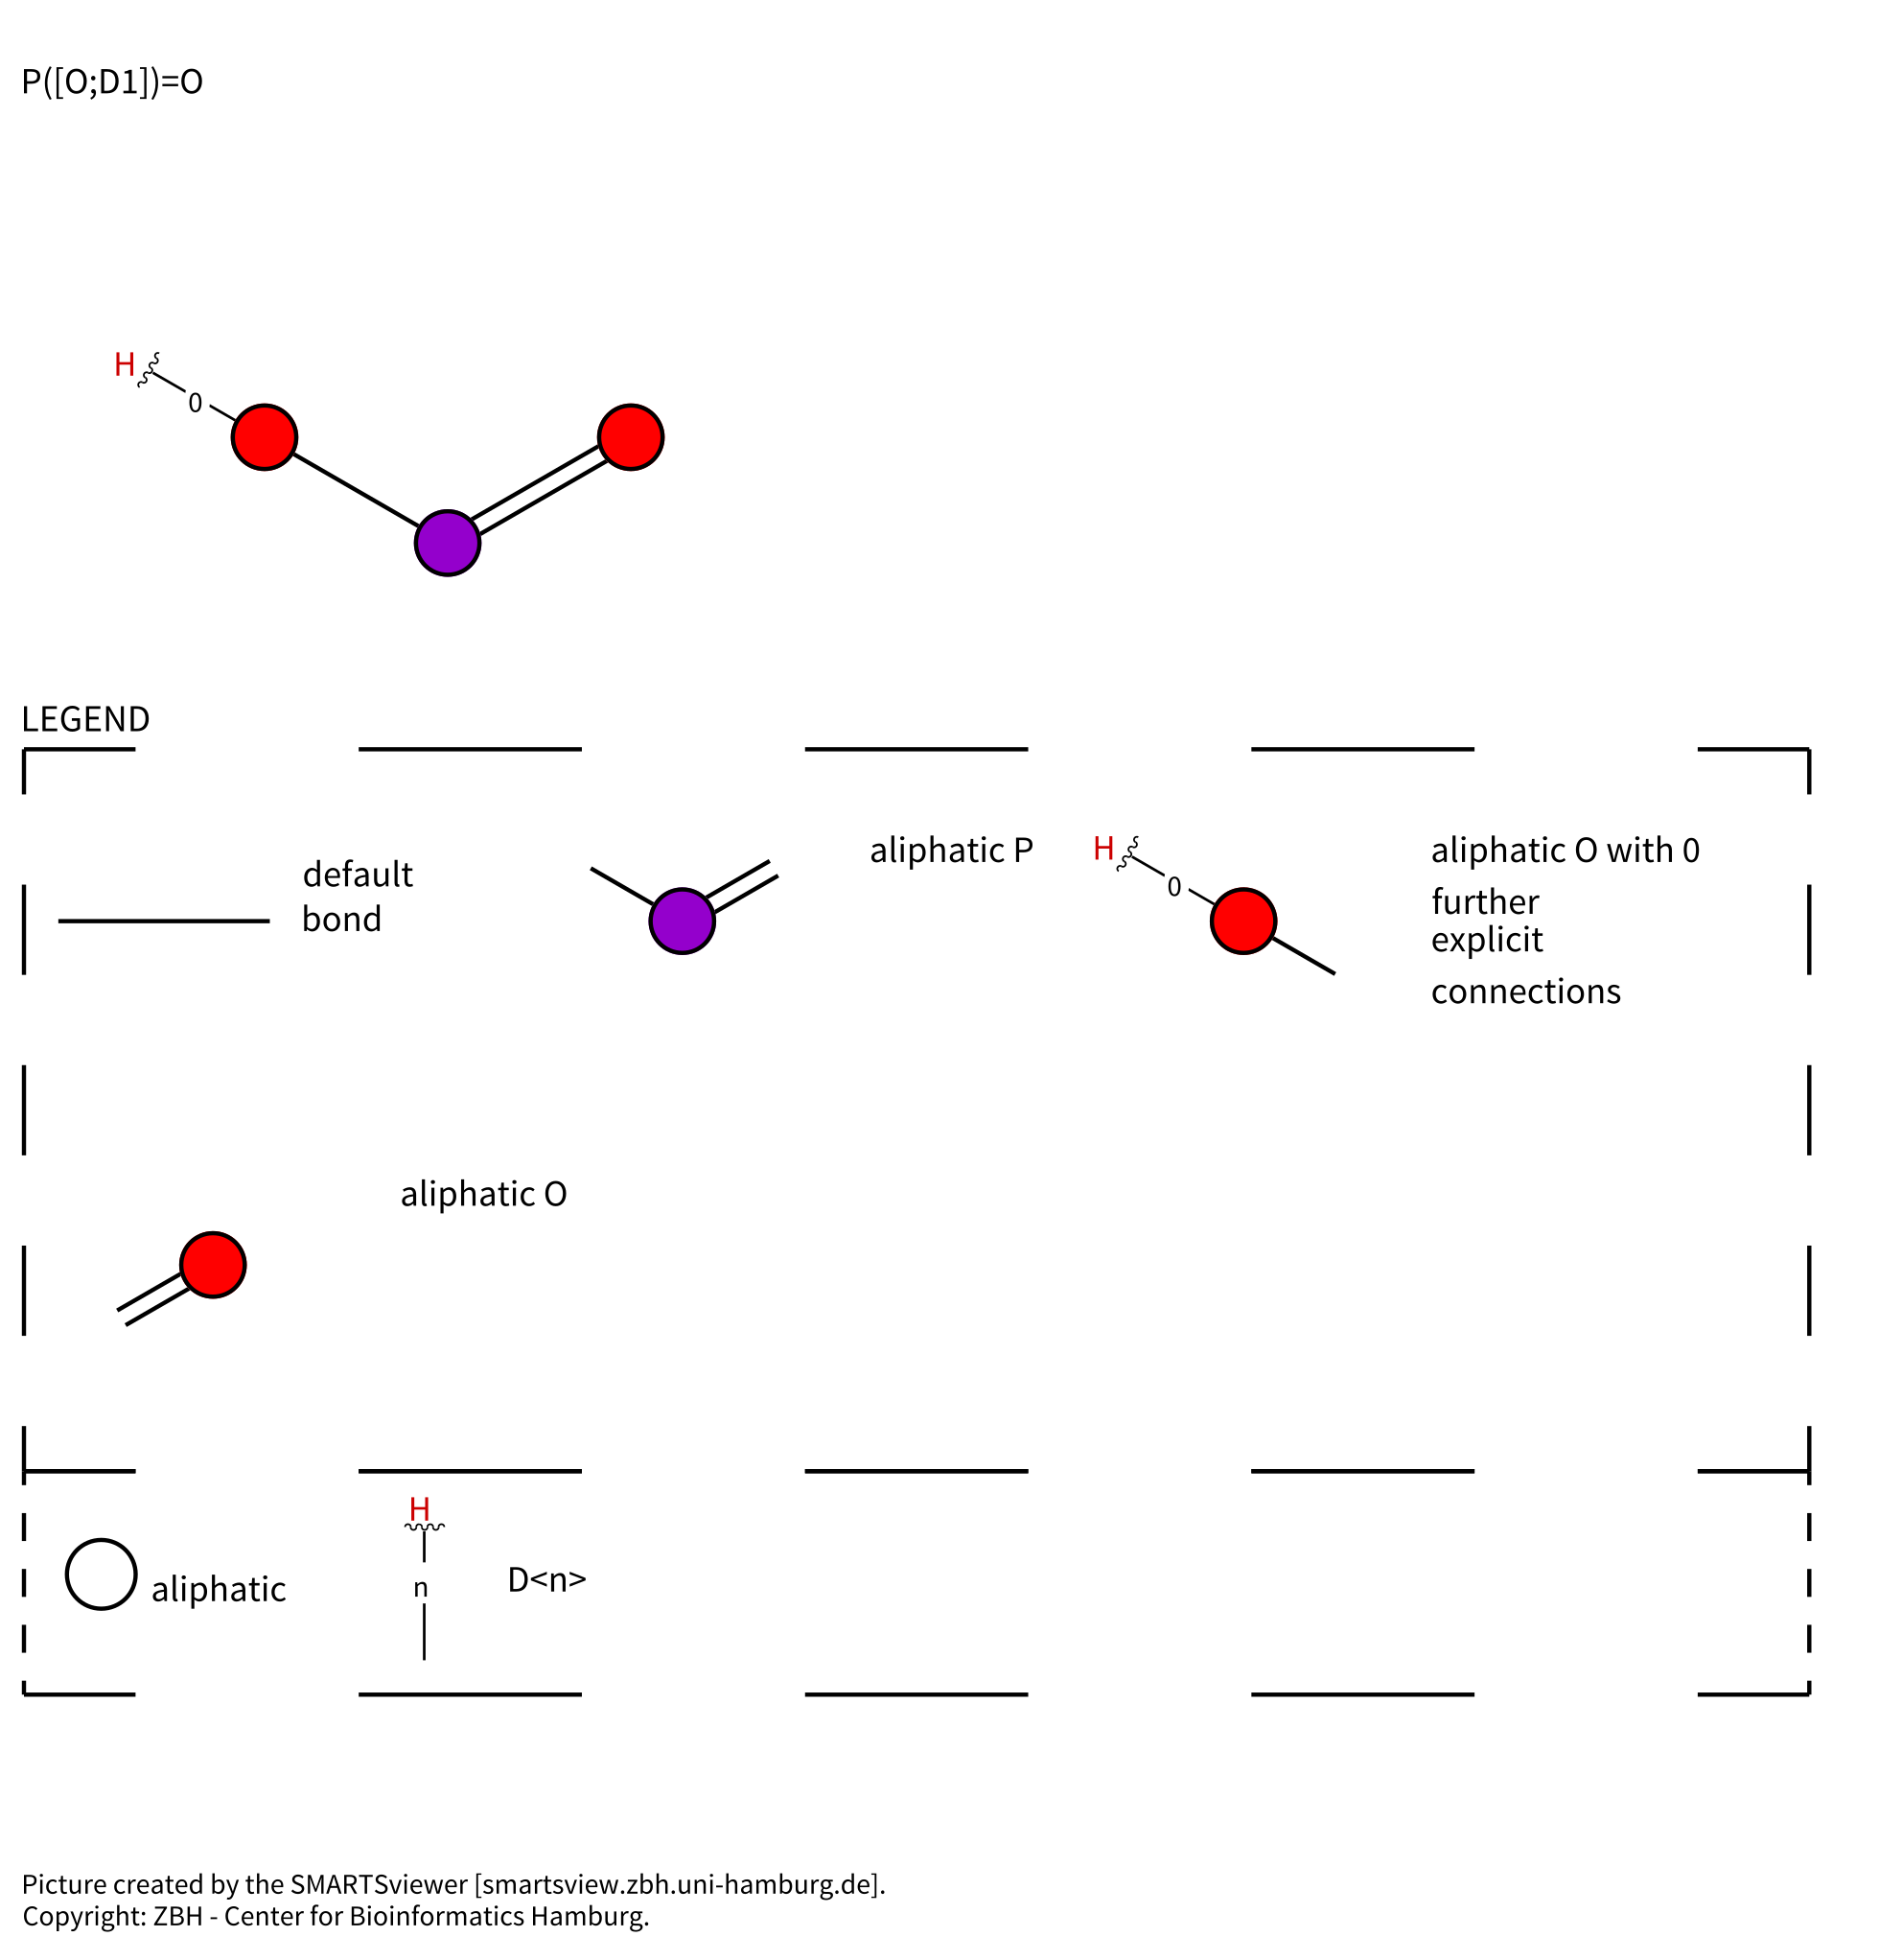 P([O;D1])=O
H
0
LEGEND
default
bond
aliphatic P
H
0
aliphatic O with 0
further
explicit
connections
aliphatic O
aliphatic
H
n
D<n>
Picture created by the SMARTSviewer [smartsview.zbh.uni-hamburg.de].
Copyright: ZBH - Center for Bioinformatics Hamburg.